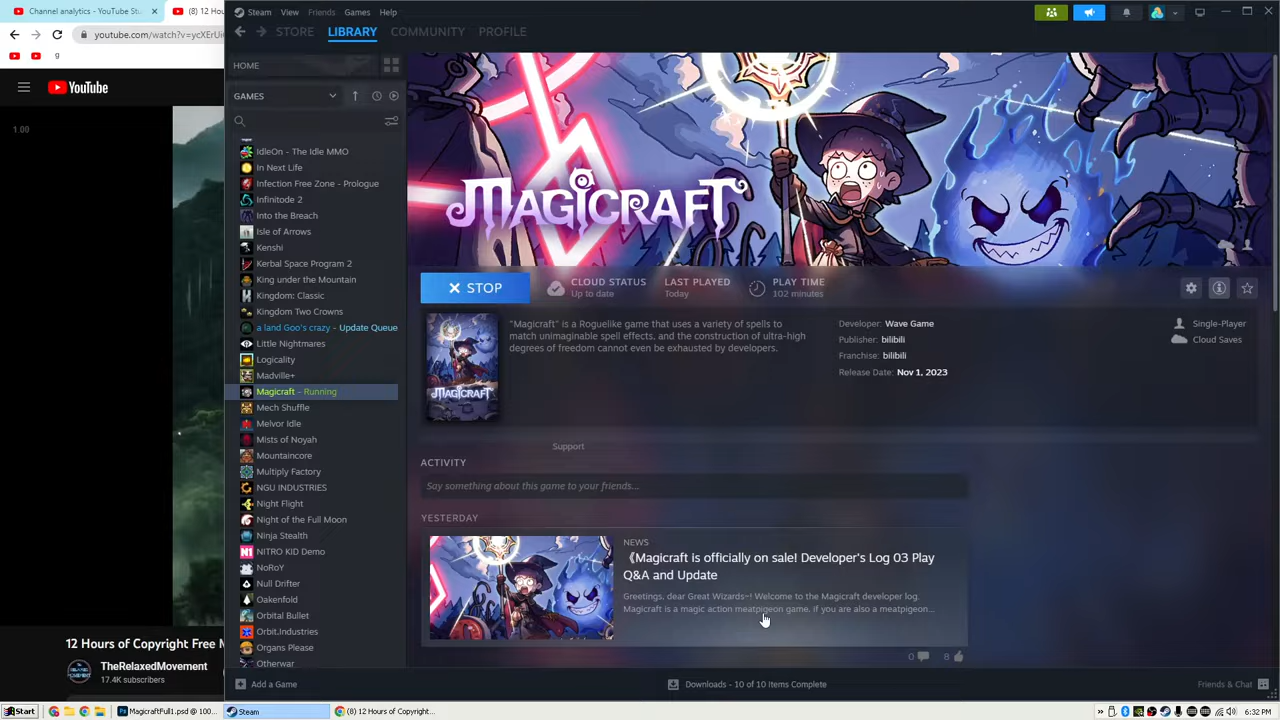 Channel analytics - YouTube Stu
(8) 12 Hou
youtube.com/watch?v=ycXErUi
g
YouTube
1.00
12 Hours of Copyright Free M
TheRelaxedMovement
17.4K subscribers
Steam View Friends Games Help
STORE LIBRARY COMMUNITY PROFILE
HOME
GAMES
IdleOn - The Idle MMO
In Next Life
Infection Free Zone - Prologue
Infinitode 2
Into the Breach
Isle of Arrows
Kenshi
Kerbal Space Program 2
King under the Mountain
Kingdom: Classic
Kingdom Two Crowns
a land Goo's crazy - Update Queue
Little Nightmares
Logicality
Madville+
Magicraft - Running
Mech Shuffle
Melvor Idle
Mists of Noyah
Mountaincore
Multiply Factory
NGU INDUSTRIES
Night Flight
Night of the Full Moon
Ninja Stealth
NITRO KID Demo
NoRoY
Null Drifter
Oakenfold
Orbital Bullet
Orbit.Industries
Organs Please
Otherwar
Add a Game
MAGICRAFT
STOP
CLOUD STATUS
Up to date
LAST PLAYED
Today
PLAY TIME
102 minutes
MAGICRAFT
"Magicraft" is a Roguelike game that uses a variety of spells to
match unimaginable spell effects, and the construction of ultra-high
degrees of freedom cannot even be exhausted by developers.
Developer: Wave Game
Publisher: bilibili
Franchise: bilibili
Release Date: Nov 1, 2023
Single-Player
Cloud Saves
Support
ACTIVITY
Say something about this game to your friends...
YESTERDAY
NEWS
《Magicraft is officially on sale! Developer's Log 03 Play
Q&A and Update
Greetings, dear Great Wizards~! Welcome to the Magicraft developer log.
Magicraft is a magic action meatpigeon game, if you are also a meatpigeon...
0
8
Downloads - 10 of 10 Items Complete
Friends & Chat
Start
MagicraftFull1.psd @ 100...
Steam
(8) 12 Hours of Copyright...
6:32 PM